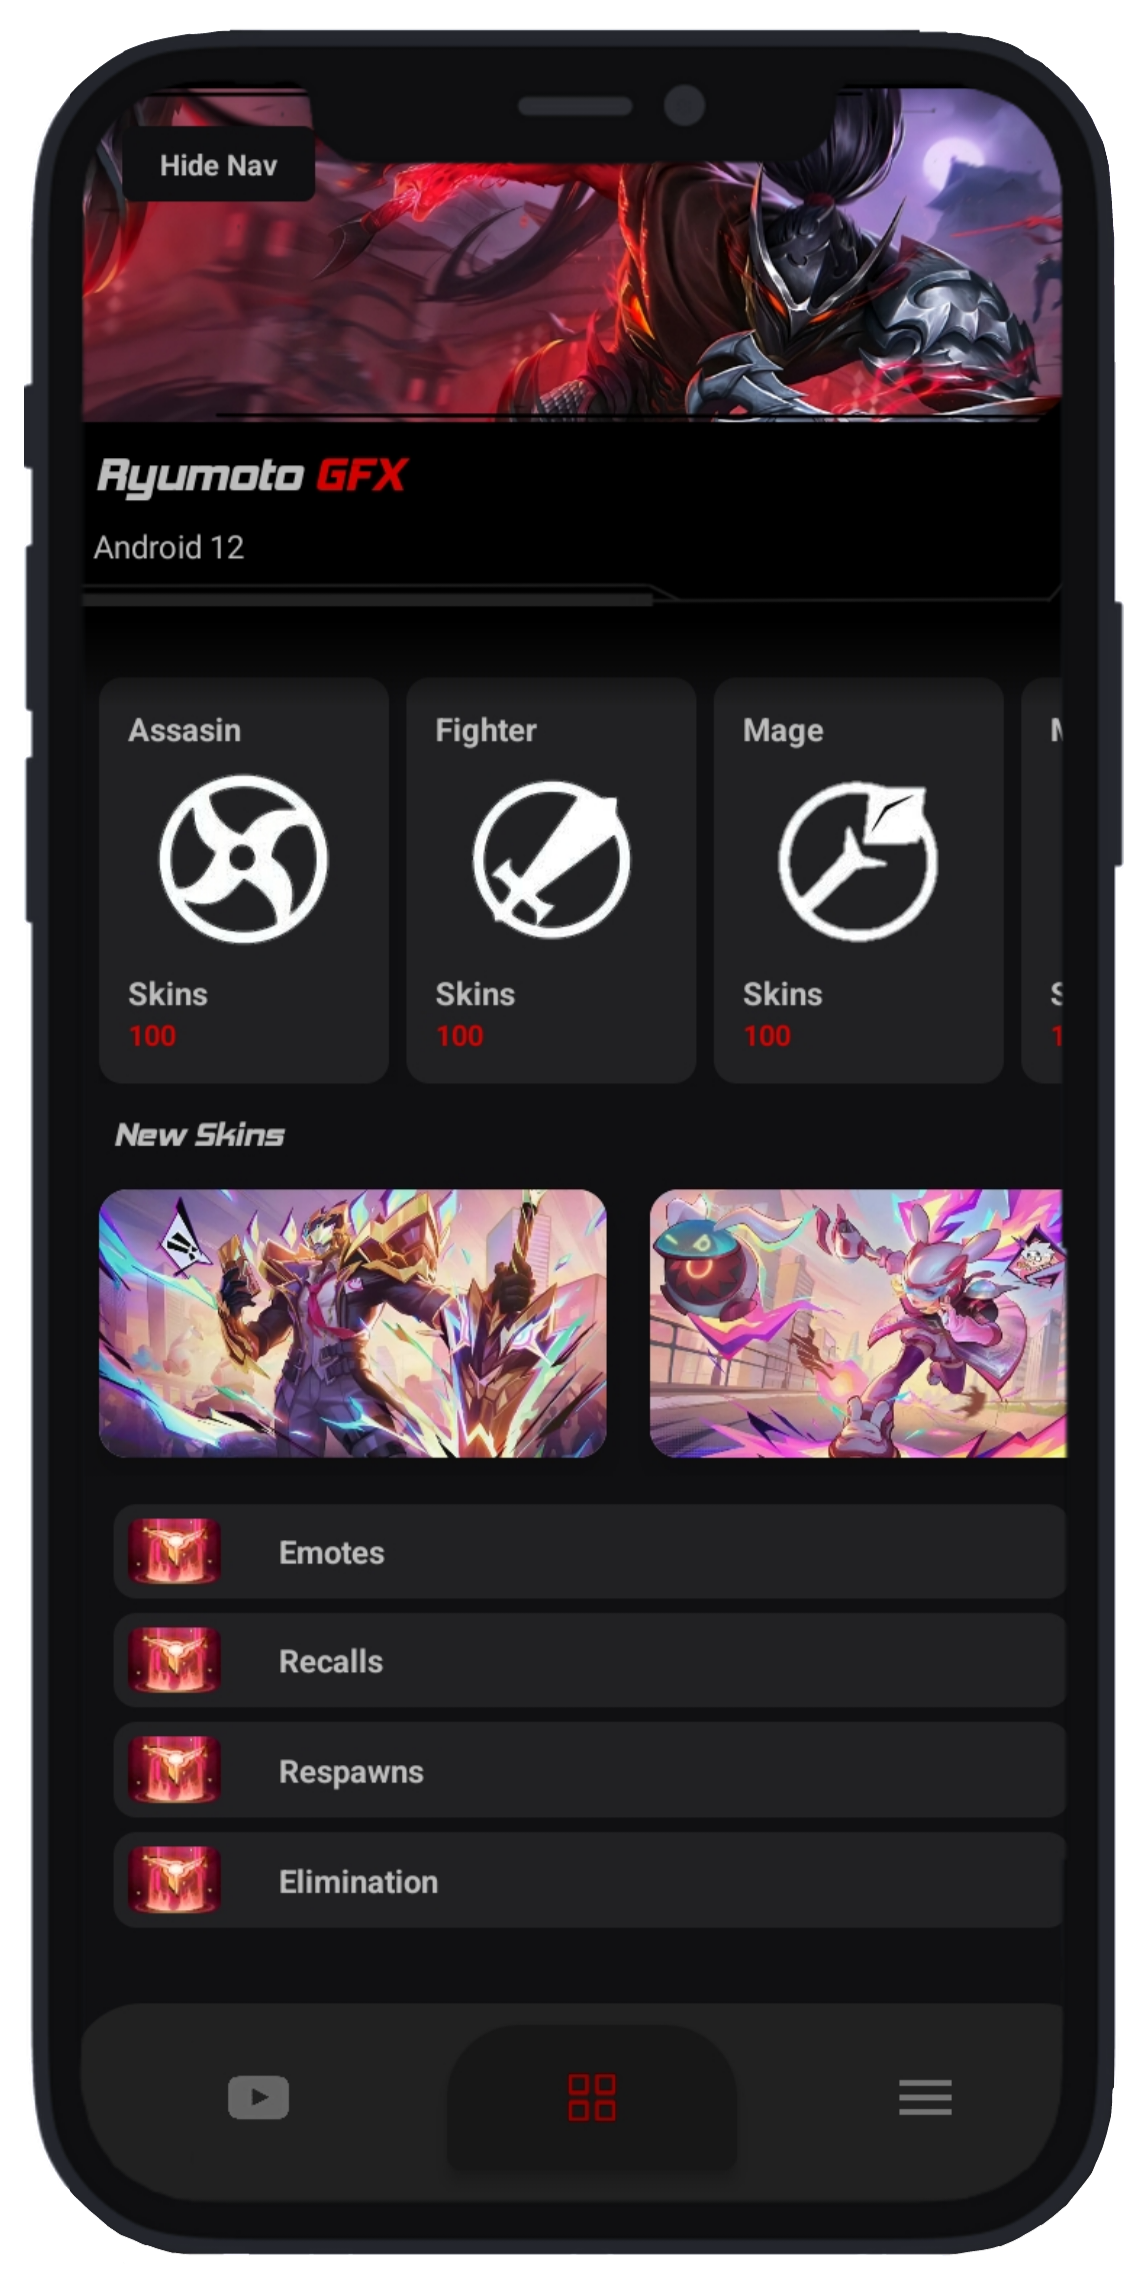 Hide Nav
Ryumoto GFX
Android 12
Assasin
Fighter
Mage
Skins
Skins
Skins
100
100
100
New Skins
Emotes
Recalls
Respawns
Elimination